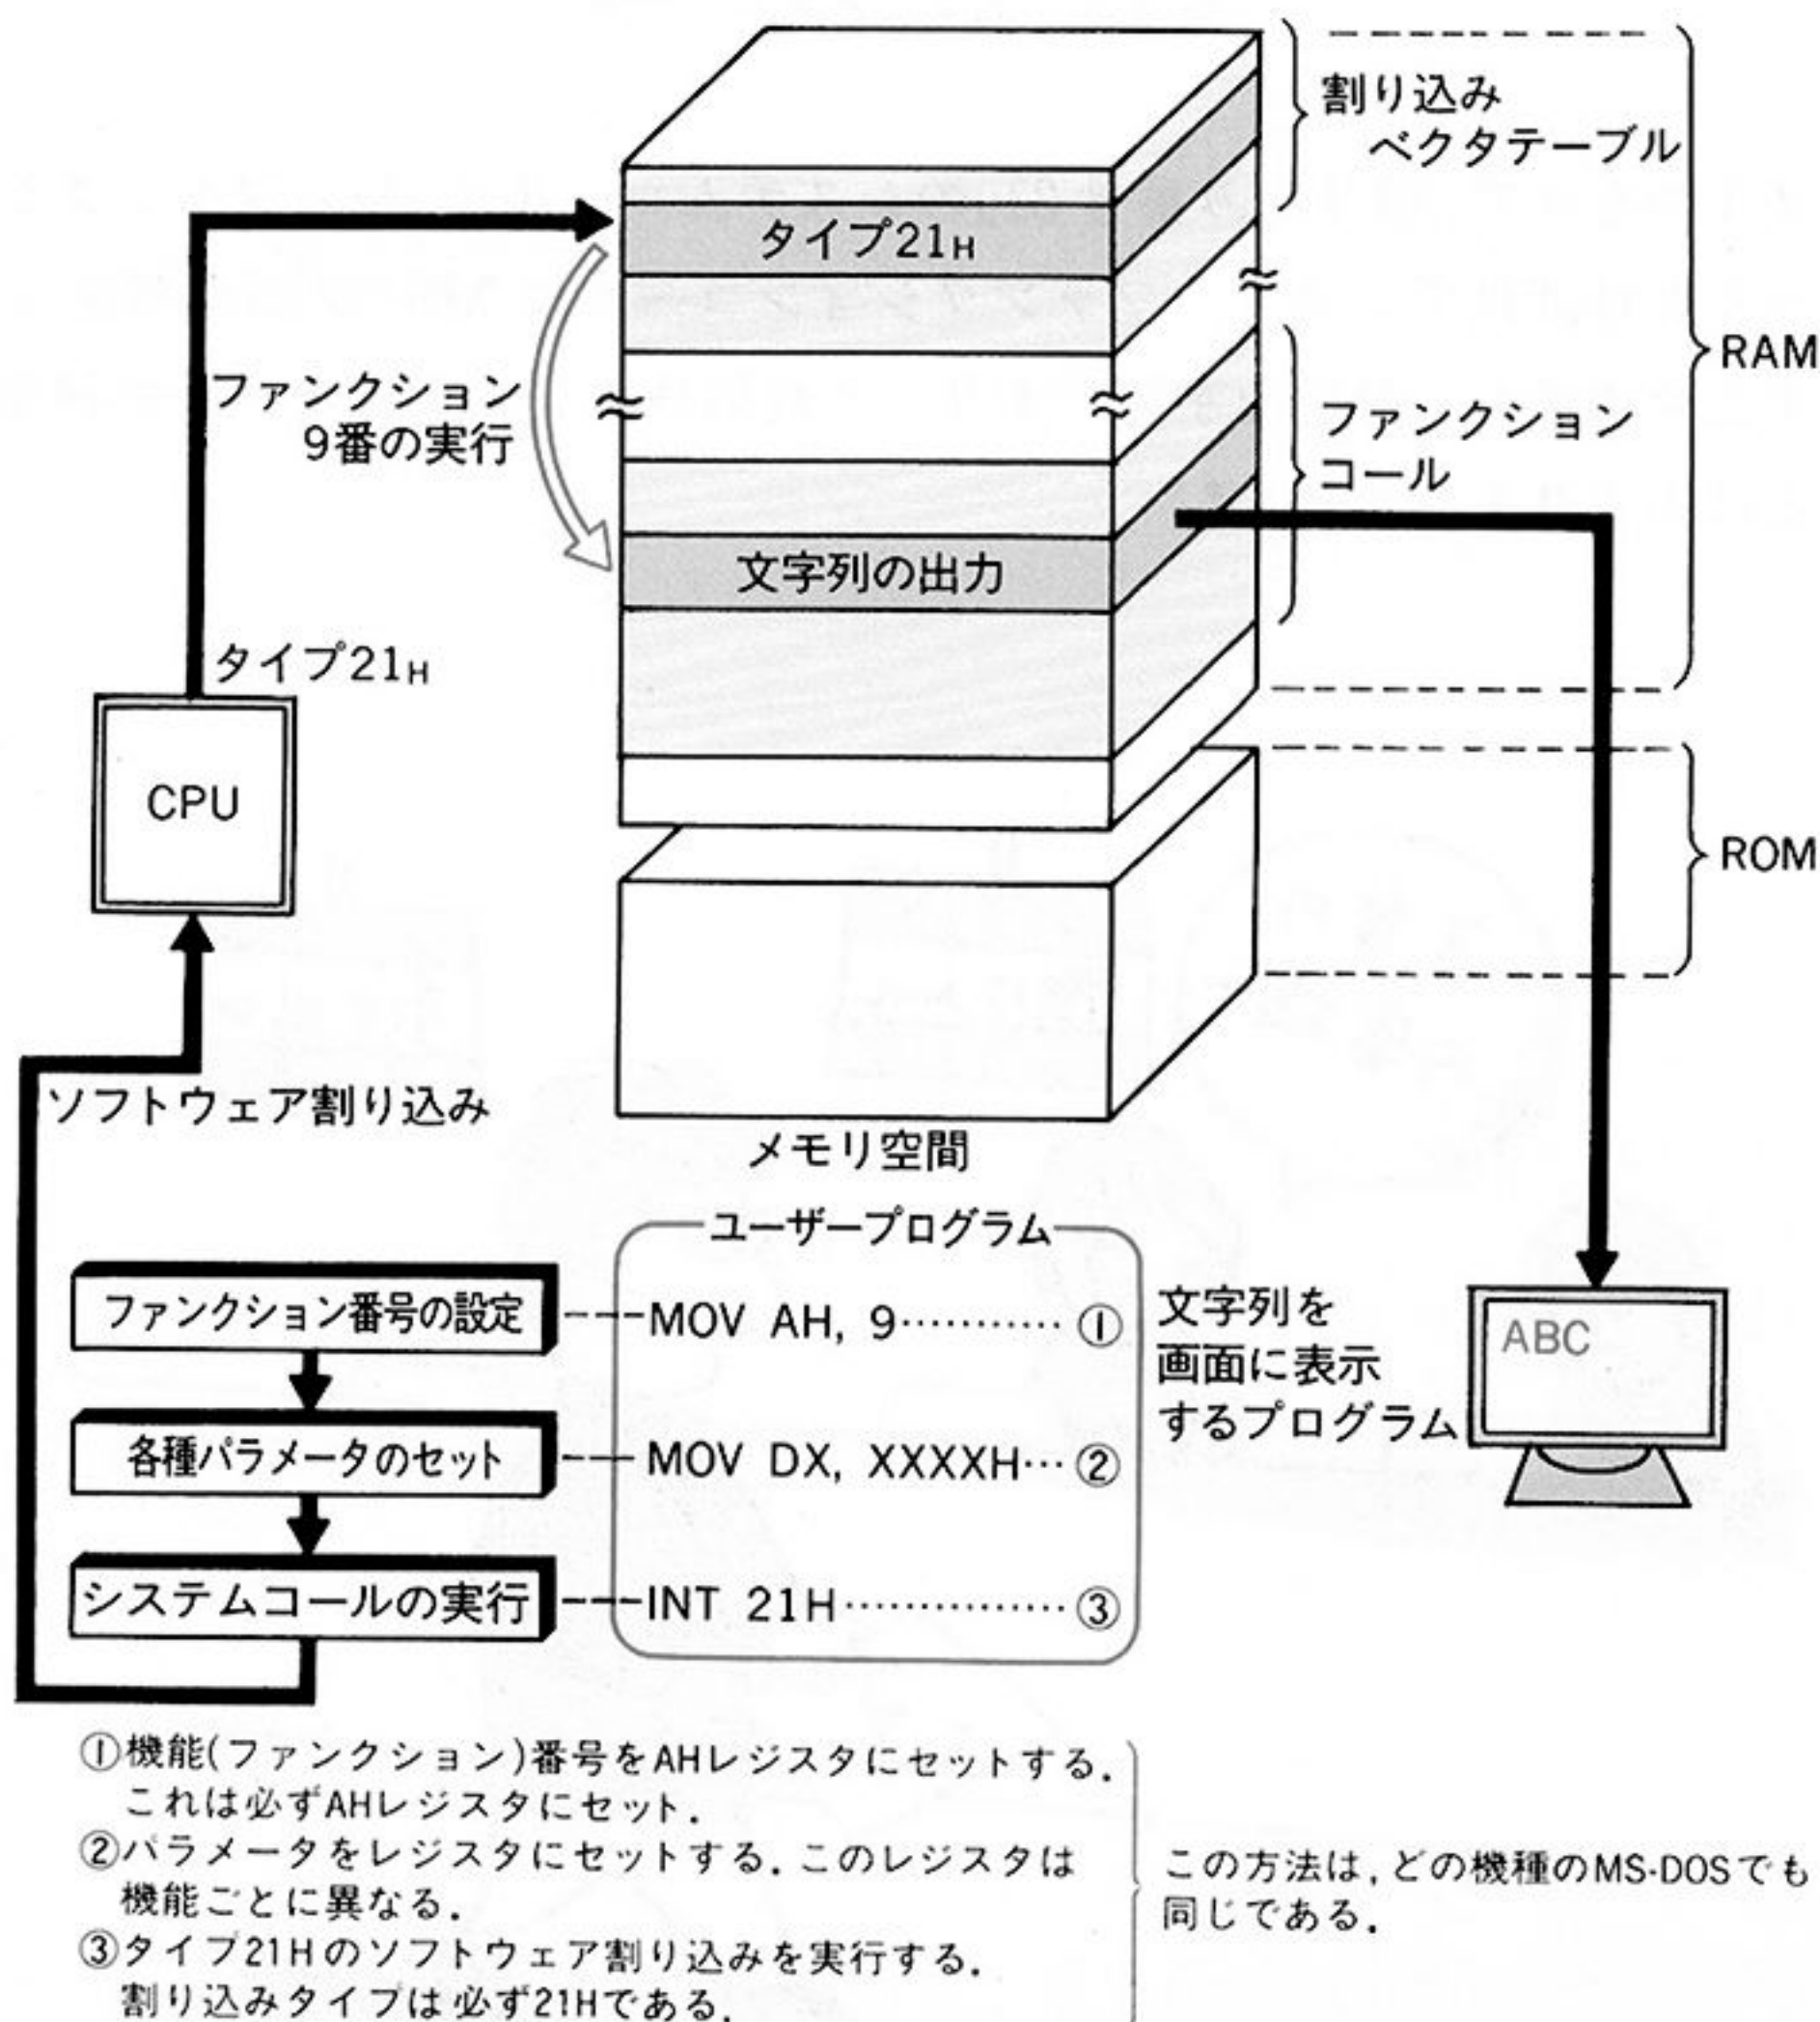 割り込み
ベクタテーブル
タイプ21H
RAM
ファンクション
9番の実行
ファンクション
コール
文字列の出力
タイプ21H
CPU
ROM
ソフトウェア割り込み
メモリ空間
ユーザープログラム
ファンクション番号の設定
MOV AH, 9………… ①
文字列を
画面に表示
するプログラム
ABC
各種パラメータのセット
MOV DX, XXXXH… ②
システムコールの実行
INT 21H…………… ③
①機能(ファンクション)番号をAHレジスタにセットする.
これは必ずAHレジスタにセット.
②パラメータをレジスタにセットする. このレジスタは
機能ごとに異なる.
③タイプ21Hのソフトウェア割り込みを実行する.
割り込みタイプは必ず21Hである.
この方法は, どの機種のMS-DOSでも
同じである.